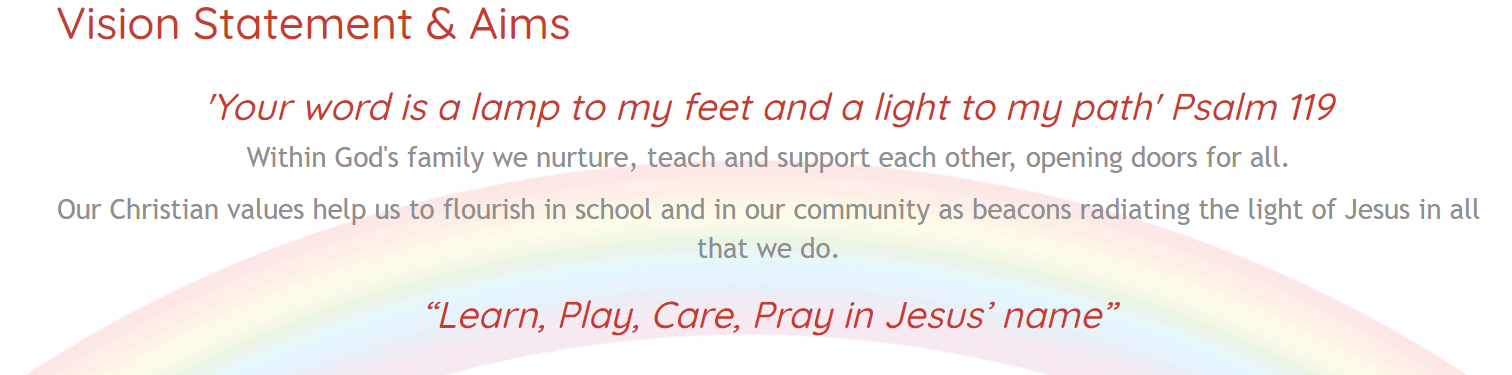 Vision Statement & Aims
'Your word is a lamp to my feet and a light to my path' Psalm 119
Within God's family we nurture, teach and support each other, opening doors for all.
Our Christian values help us to flourish in school and in our community as beacons radiating the light of Jesus in all
that we do.
“Learn, Play, Care, Pray in Jesus’ name”